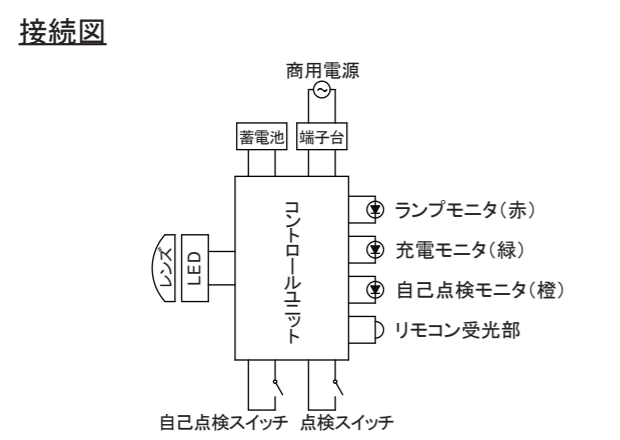 接続図
商用電源
蓄電池
端子台
コントロールユニット
レンズ
LED
ランプモニタ(赤)
充電モニタ(緑)
自己点検モニタ(橙)
リモコン受光部
自己点検スイッチ
点検スイッチ